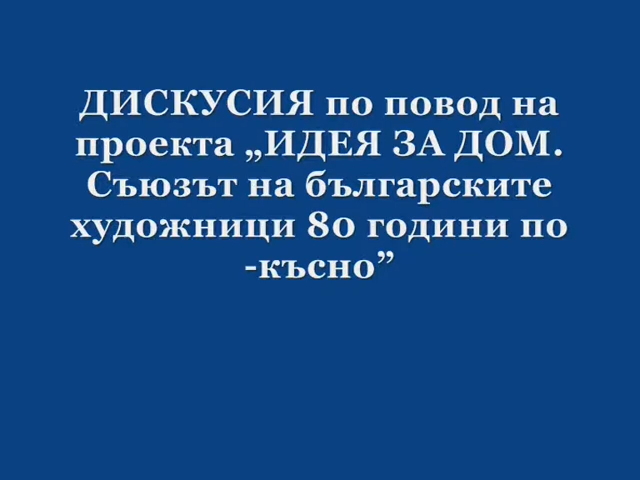 ДИСКУСИЯ по повод на
проекта „ИДЕЯ ЗА ДОМ.
Съюзът на българските
художници 80 години по
-късно”